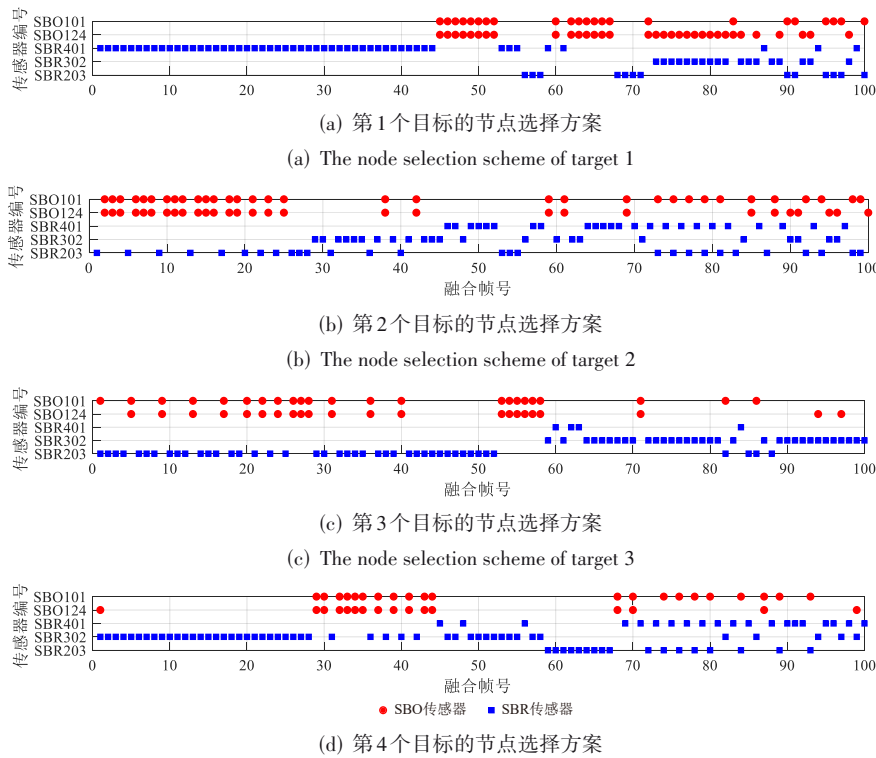 传感器编号
SBO101
SBO124
SBR401
SBR302
SBR203
0 10 20 30 40 50 60 70 80 90 100
(a) 第1个目标的节点选择方案
(a) The node selection scheme of target 1
传感器编号
SBO101
SBO124
SBR401
SBR302
SBR203
0 10 20 30 40 50 60 70 80 90 100
融合帧号
(b) 第2个目标的节点选择方案
(b) The node selection scheme of target 2
传感器编号
SBO101
SBO124
SBR401
SBR302
SBR203
0 10 20 30 40 50 60 70 80 90 100
融合帧号
(c) 第3个目标的节点选择方案
(c) The node selection scheme of target 3
传感器编号
SBO101
SBO124
SBR401
SBR302
SBR203
0 10 20 30 40 50 60 70 80 90 100
融合帧号
SBO传感器 SBR传感器
(d) 第4个目标的节点选择方案